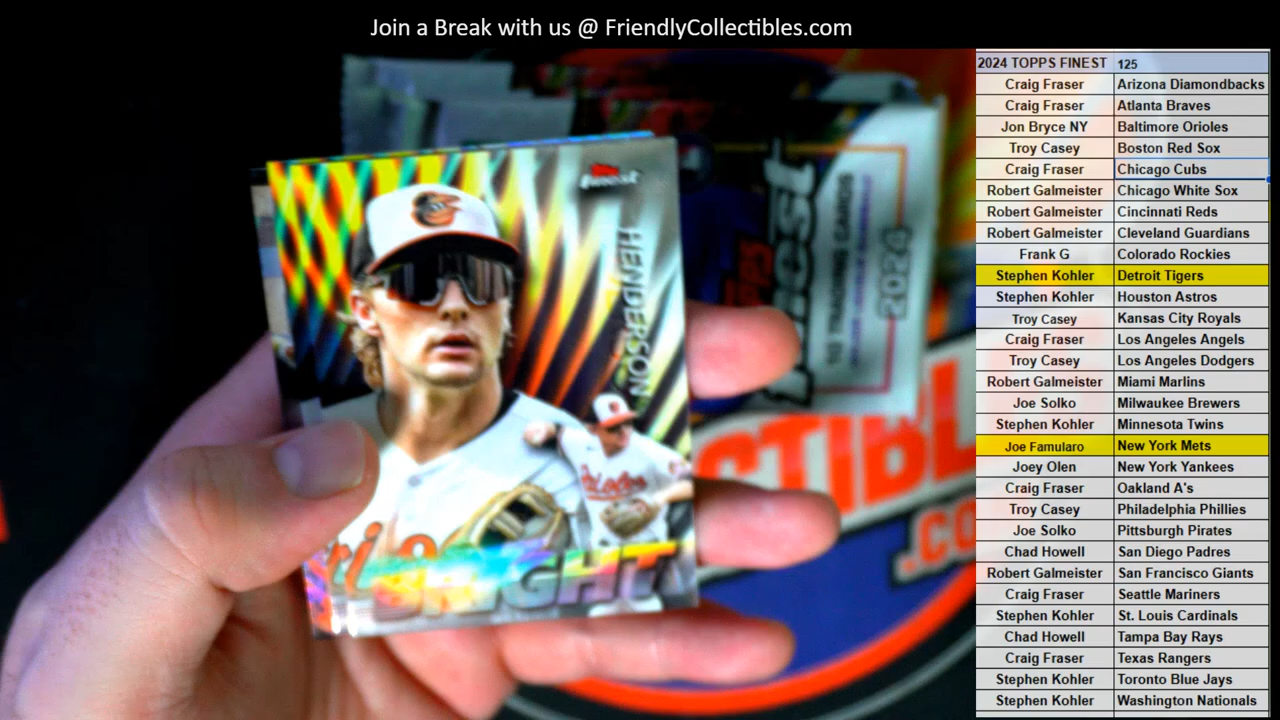 Join a Break with us @ FriendlyCollectibles.com
2024 TOPPS FINEST 125
Craig Fraser Arizona Diamondbacks
Craig Fraser Atlanta Braves
Jon Bryce NY Baltimore Orioles
Troy Casey Boston Red Sox
Craig Fraser Chicago Cubs
Robert Galmeister Chicago White Sox
Robert Galmeister Cincinnati Reds
Robert Galmeister Cleveland Guardians
Frank G Colorado Rockies
Stephen Kohler Detroit Tigers
Stephen Kohler Houston Astros
Troy Casey Kansas City Royals
Craig Fraser Los Angeles Angels
Troy Casey Los Angeles Dodgers
Robert Galmeister Miami Marlins
Joe Solko Milwaukee Brewers
Stephen Kohler Minnesota Twins
Joe Famularo New York Mets
Joey Olen New York Yankees
Craig Fraser Oakland A's
Troy Casey Philadelphia Phillies
Joe Solko Pittsburgh Pirates
Chad Howell San Diego Padres
Robert Galmeister San Francisco Giants
Craig Fraser Seattle Mariners
Stephen Kohler St. Louis Cardinals
Chad Howell Tampa Bay Rays
Craig Fraser Texas Rangers
Stephen Kohler Toronto Blue Jays
Stephen Kohler Washington Nationals
Topps
Finest
HENDERSON
Orioles
finest
TRADING CARDS
2024
CTIBL
.CO